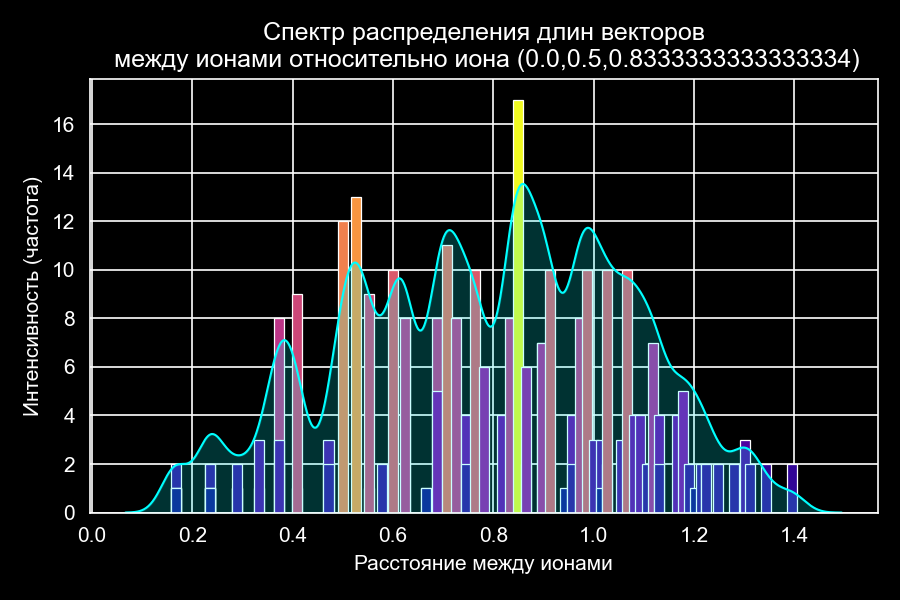 Спектр распределения длин векторов
между ионами относительно иона (0.0,0.5,0.8333333333333334)
Интенсивность (частота)
16
14
12
10
8
6
4
2
0
0.0 0.2 0.4 0.6 0.8 1.0 1.2 1.4
Расстояние между ионами